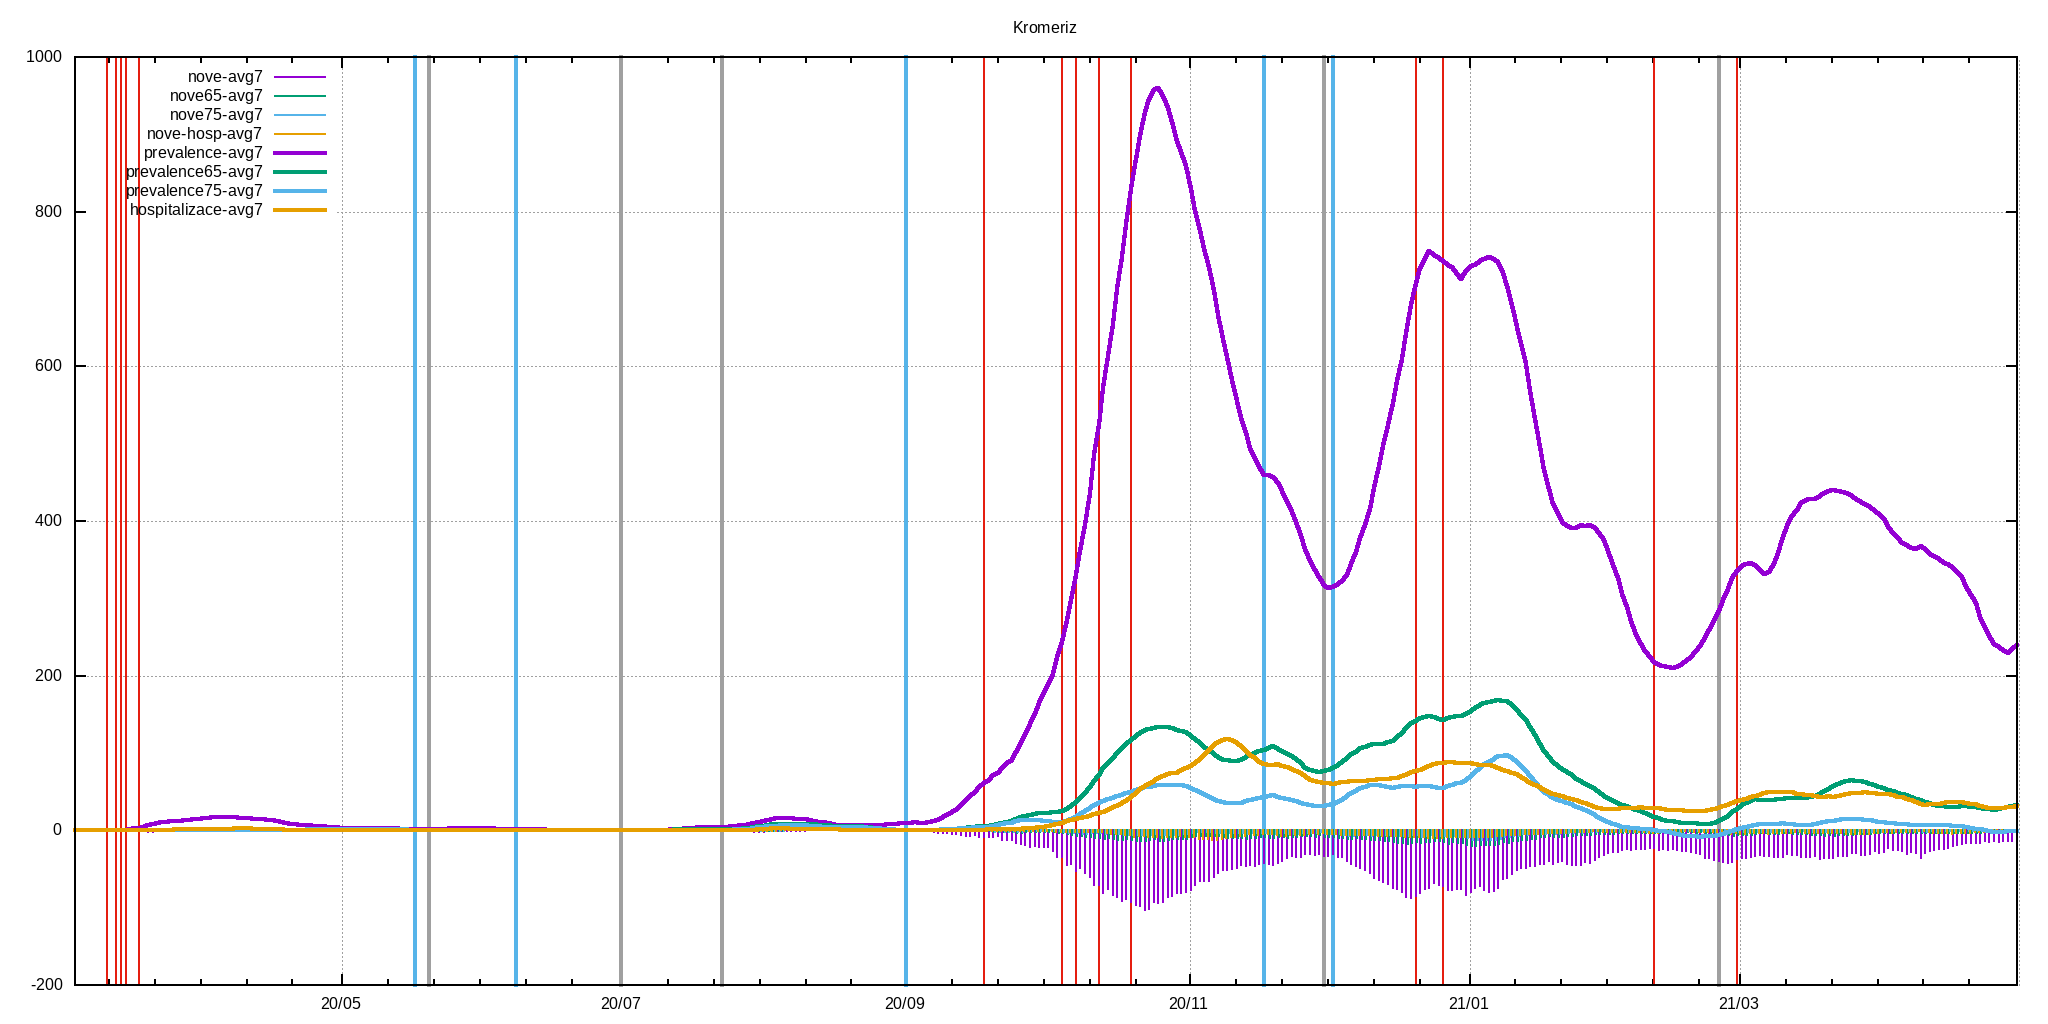 Kromeriz
1000
800
600
400
200
0
-200
nove-avg7
nove65-avg7
nove75-avg7
nove-hosp-avg7
prevalence-avg7
prevalence65-avg7
prevalence75-avg7
hospitalizace-avg7
20/05
20/07
20/09
20/11
21/01
21/03